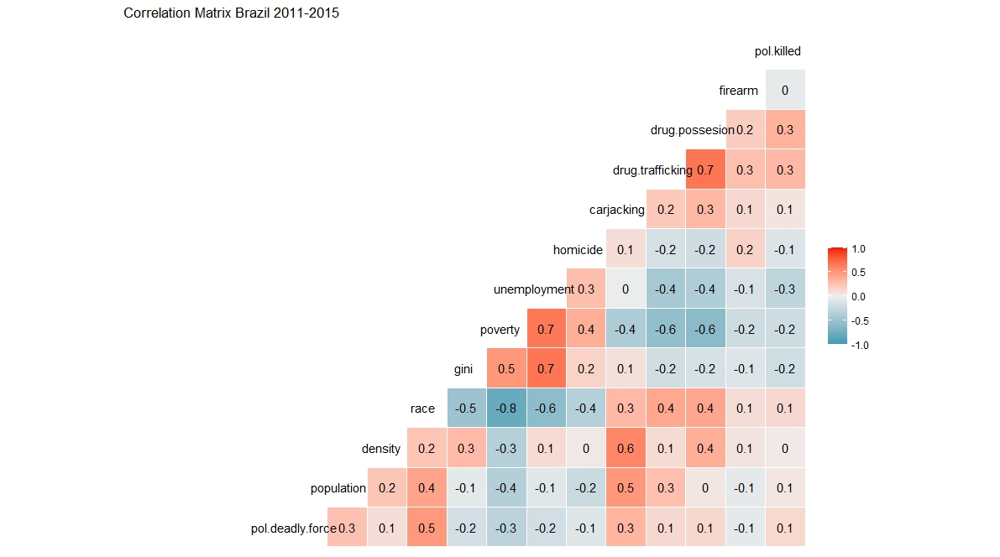 Correlation Matrix Brazil 2011-2015
pol.killed
firearm 0
drug.possesion 0.2 0.3
drug.trafficking 0.7 0.3 0.3
carjacking 0.2 0.3 0.1 0.1
homicide 0.1 -0.2 -0.2 0.2 -0.1
unemployment 0.3 0 -0.4 -0.4 -0.1 -0.3
poverty 0.7 0.4 -0.4 -0.6 -0.6 -0.2 -0.2
gini 0.5 0.7 0.2 0.1 -0.2 -0.2 -0.1 -0.2
race -0.5 -0.8 -0.6 -0.4 0.3 0.4 0.4 0.1 0.1
density 0.2 0.3 -0.3 0.1 0 0.6 0.1 0.4 0.1 0
population 0.2 0.4 -0.1 -0.4 -0.1 -0.2 0.5 0.3 0 -0.1 0.1
pol.deadly.force 0.3 0.1 0.5 -0.2 -0.3 -0.2 -0.1 0.3 0.1 0.1 -0.1 0.1
1.0
0.5
0.0
-0.5
-1.0